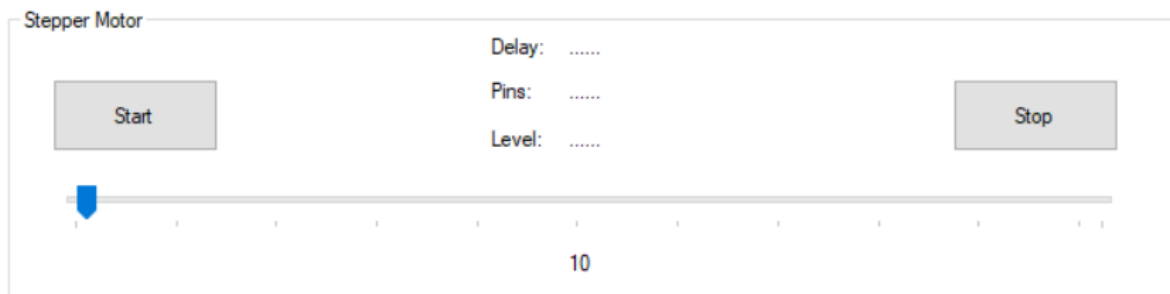 Stepper Motor
Delay: ......
Start
Pins: ......
Stop
Level: ......
10